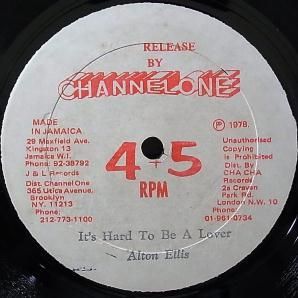 RELEASE
BY
CHANNEL ONE
MADE
IN JAMAICA
29 Maxfield Ave.
Kingston 13
Jamaica W.I.
Phone: 92-38792
J & L Records
Dist. Channel One
365 Utica Avenue,
Brooklyn
NY. 11213
Phone:
212-773-1100
4-5
RPM
℗ 1978.
Unauthorised
Copying
is Prohibited
Dist. By
CHA CHA
Records
2a Craven
Park Rd.
London N.W. 10
Phone:
01-961-0734
It's Hard To Be A Lover
Alton Ellis